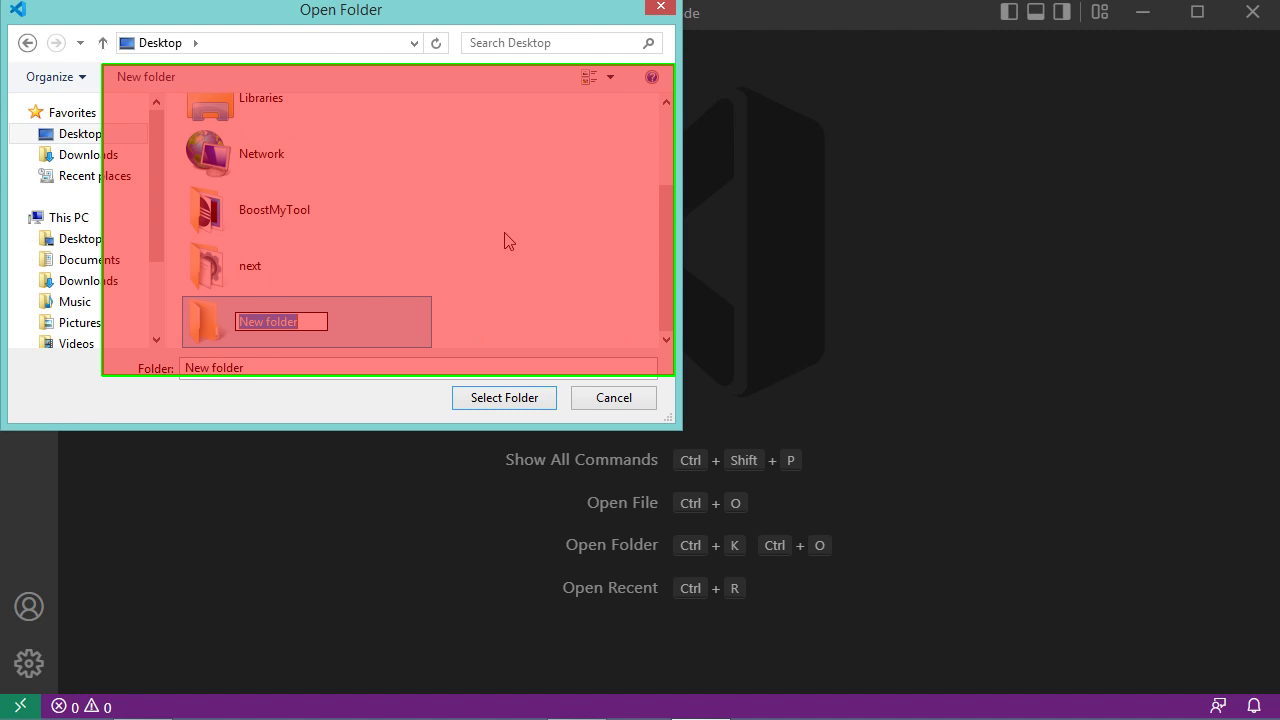 Open Folder
de
Desktop
Search Desktop
Organize
New folder
Favorites
Desktop
Downloads
Recent places
This PC
Desktop
Documents
Downloads
Music
Pictures
Videos
Libraries
Network
BoostMyTool
next
New folder
Folder: New folder
Select Folder
Cancel
Show All Commands Ctrl + Shift + P
Open File Ctrl + O
Open Folder Ctrl + K Ctrl + O
Open Recent Ctrl + R
0 0